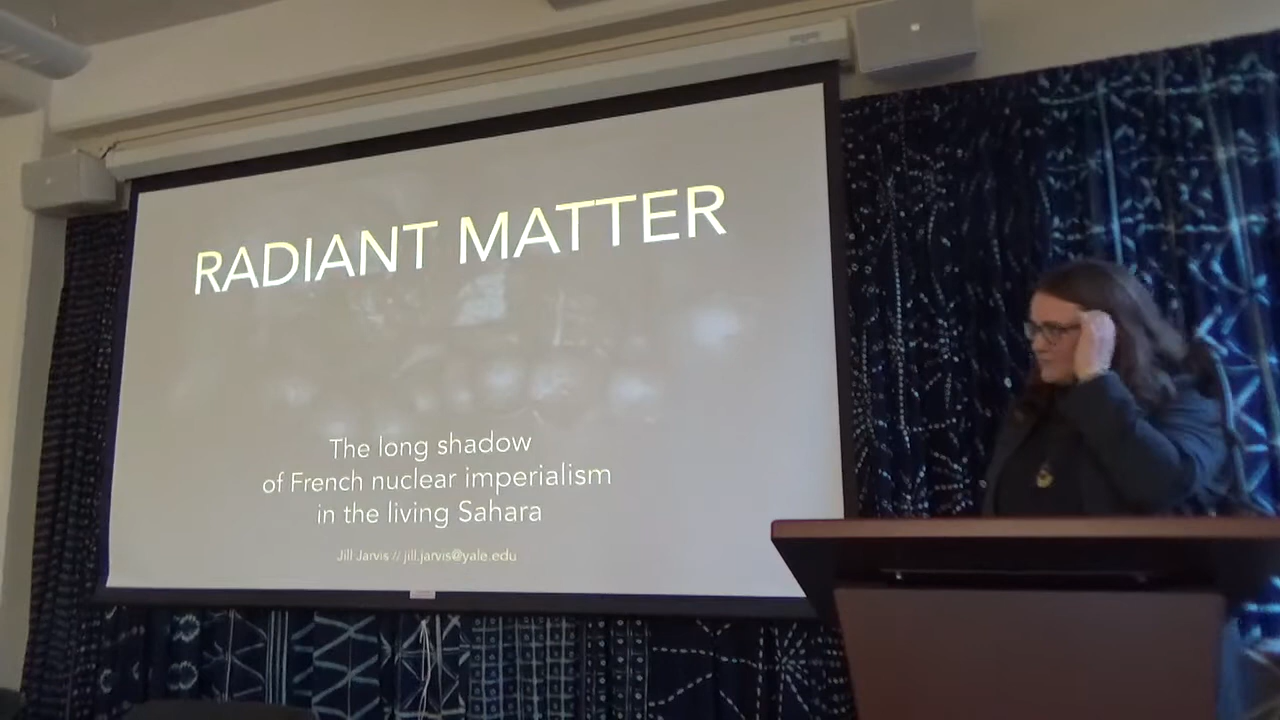 RADIANT MATTER
The long shadow
of French nuclear imperialism
in the living Sahara
Jill Jarvis // jill.jarvis@yale.edu